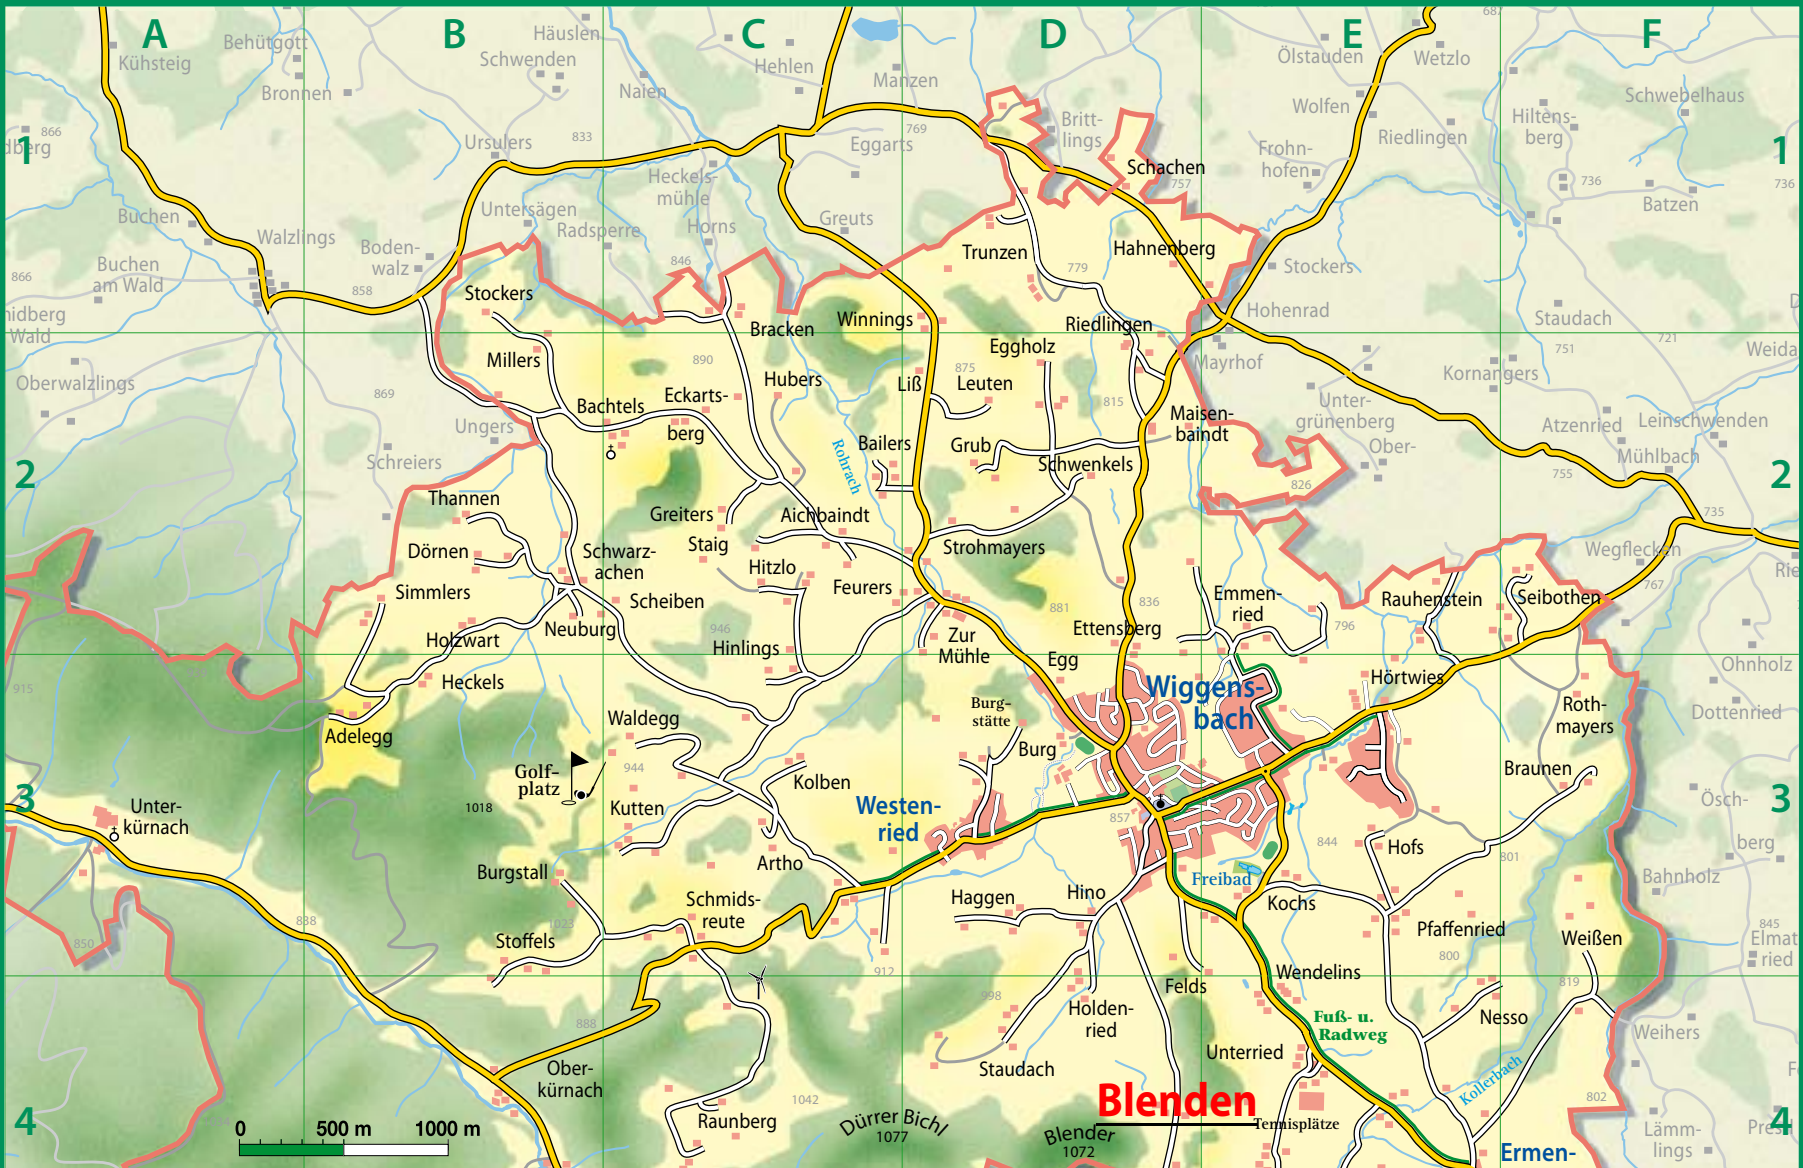 A
B
C
D
E
F
1
1
2
2
3
3
4
4
Kühsteig
Behütgott
Bronnen
Häuslen
Schwenden
Naien
Hehlen
Manzen
Britt-
lings
Ölstauden
Wetzlo
687
Wolfen
Riedlingen
Hiltens-
berg
Schwebelhaus
866
dberg
Ursulers
833
769
Eggarts
Schachen
757
Frohn-
hofen
736
736
Batzen
Heckels-
mühle
Buchen
Walzlings
Untersägen
Radsperre
Horns
Greuts
Boden-
walz
Buchen
am Wald
866
858
846
Trunzen
Hahnenberg
779
Stockers
Stockers
Hohenrad
Staudach
nidberg
Wald
Bracken
Winnings
Riedlingen
Eggholz
Mayrhof
751
721
Weida
Millers
890
Hubers
Liß
875
Leuten
Kornangers
Oberwalzlings
869
Eckarts-
berg
Bachtels
815
Maisen-
baindt
Unter-
grünenberg
Ober-
Atzenried
Leinschwenden
Ungers
Schreiers
Rohrach
Bailers
Grub
Schwenkels
Mühlbach
755
826
735
Thannen
Greiters
Aichbaindt
Staig
Strohmayers
Wegflecken
Dörnen
Schwarz-
achen
Hitzlo
Feurers
767
Rie
Simmlers
Scheiben
881
836
Emmen-
ried
796
Rauhenstein
Seibothen
Holzwart
Neuburg
946
Hinlings
Zur
Mühle
Ettensberg
Egg
Ohnholz
915
Heckels
Wiggens-
bach
Hörtwies
Waldegg
Burg-
stätte
Roth-
mayers
Dottenried
Adelegg
Burg
944
Golf-
platz
Kolben
Braunen
1018
Kutten
Westen-
ried
Ösch-
berg
Unter-
kürnach
857
844
Hofs
801
Artho
Burgstall
Freibad
Bahnholz
Schmids-
reute
Haggen
Hino
Kochs
838
850
1023
Stoffels
Pfaffenried
Weißen
845
Elmat
ried
912
800
Wendelins
Felds
819
998
Holden-
ried
Nesso
888
Fuß- u.
Radweg
Weihers
Unterried
Staudach
Ober-
kürnach
Kollerbach
Blenden
802
1042
Raunberg
Dürrer Bichl
1077
Blender
1072
Tennisplätze
Lämm-
lings
Ermen-
0
500 m
1000 m